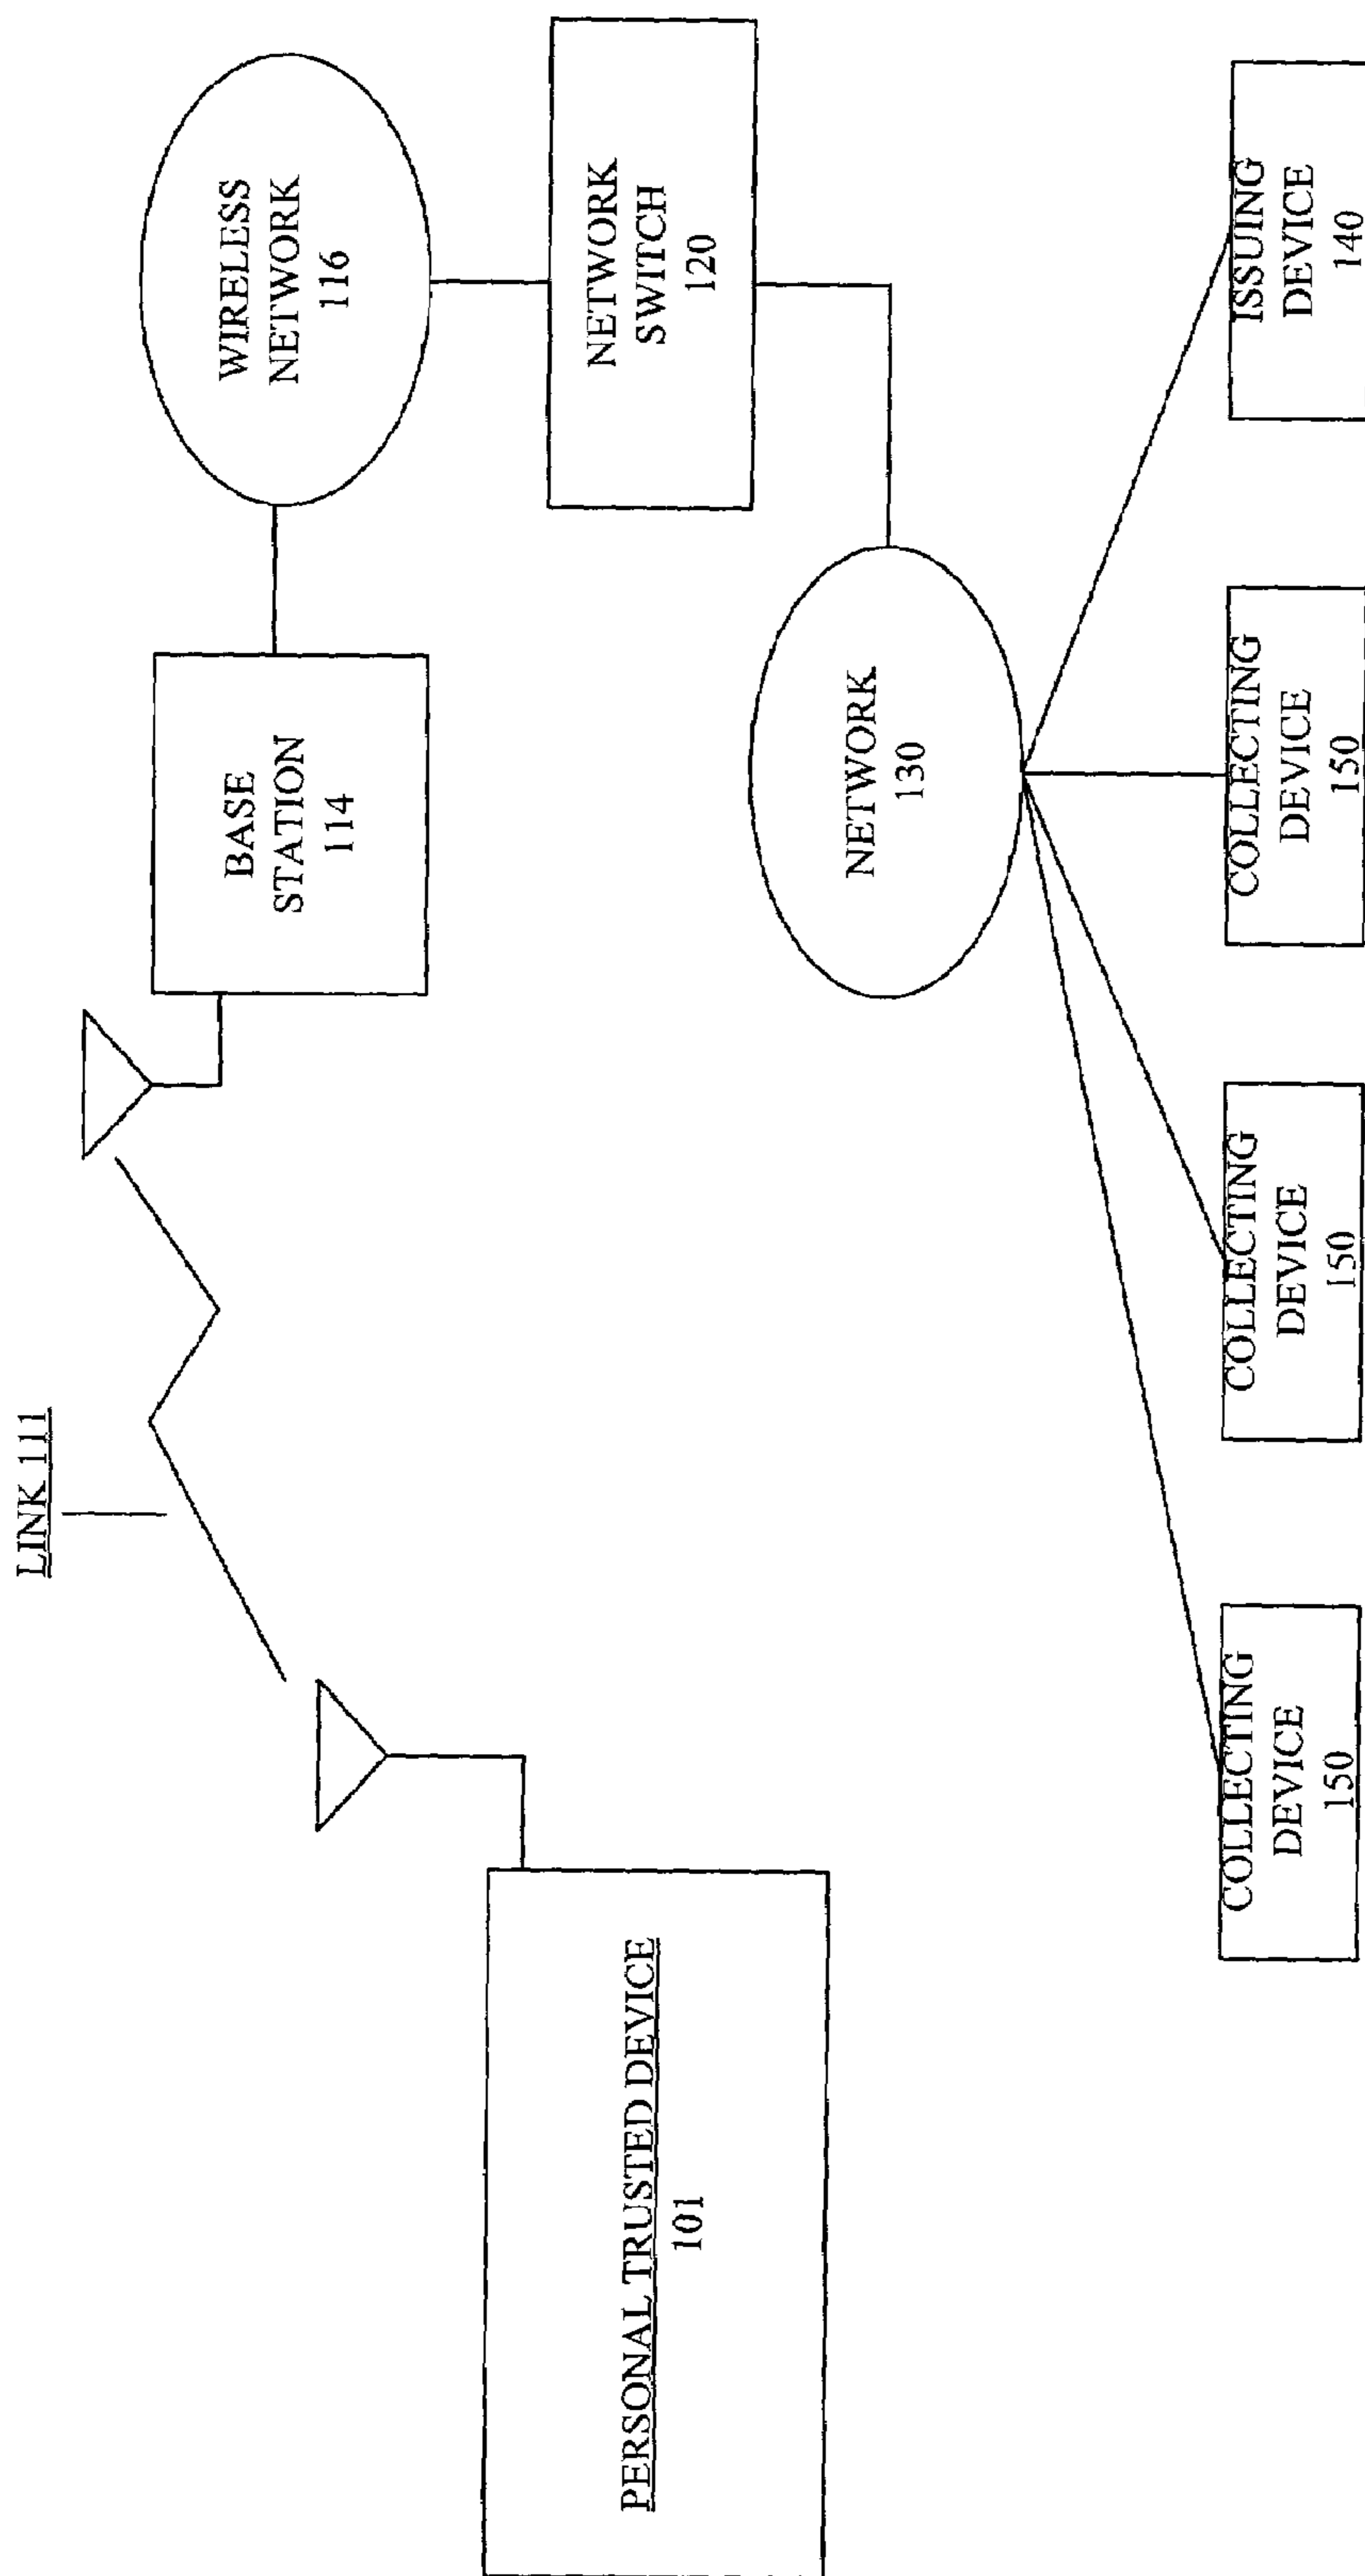 LINK 111
WIRELESS
NETWORK
116
BASE
STATION
114
NETWORK
SWITCH
120
PERSONAL TRUSTED DEVICE
101
NETWORK
130
COLLECTING
DEVICE
150
COLLECTING
DEVICE
150
COLLECTING
DEVICE
150
ISSUING
DEVICE
140